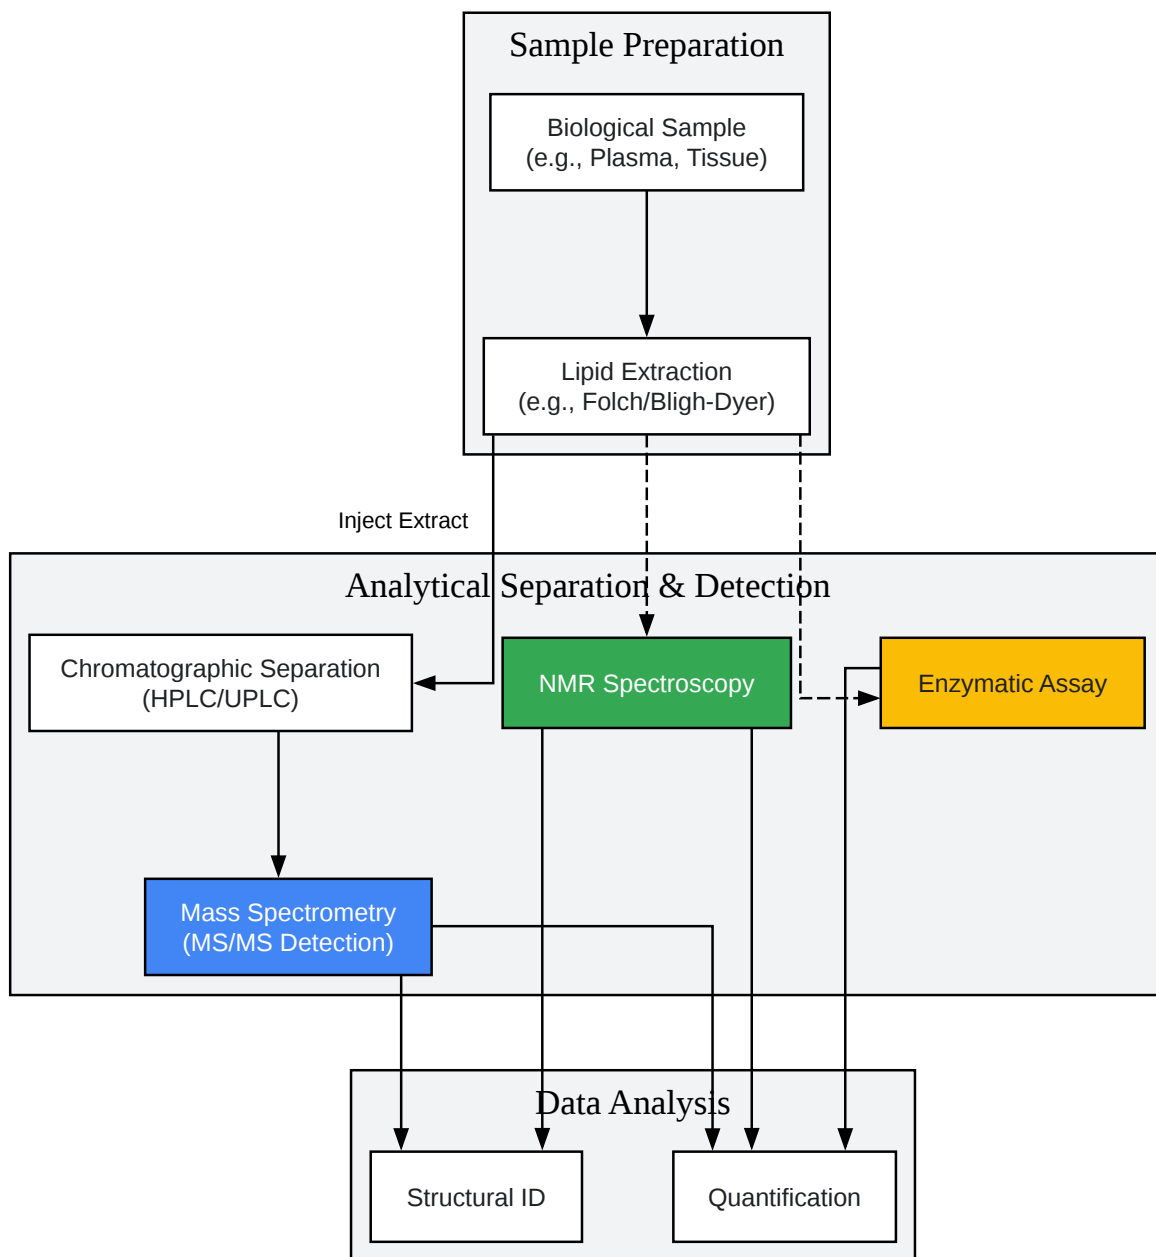 Sample Preparation
Biological Sample
(e.g., Plasma, Tissue)
Lipid Extraction
(e.g., Folch/Bligh-Dyer)
Inject Extract
Analytical Separation & Detection
Chromatographic Separation
(HPLC/UPLC)
NMR Spectroscopy
Enzymatic Assay
Mass Spectrometry
(MS/MS Detection)
Data Analysis
Structural ID
Quantification